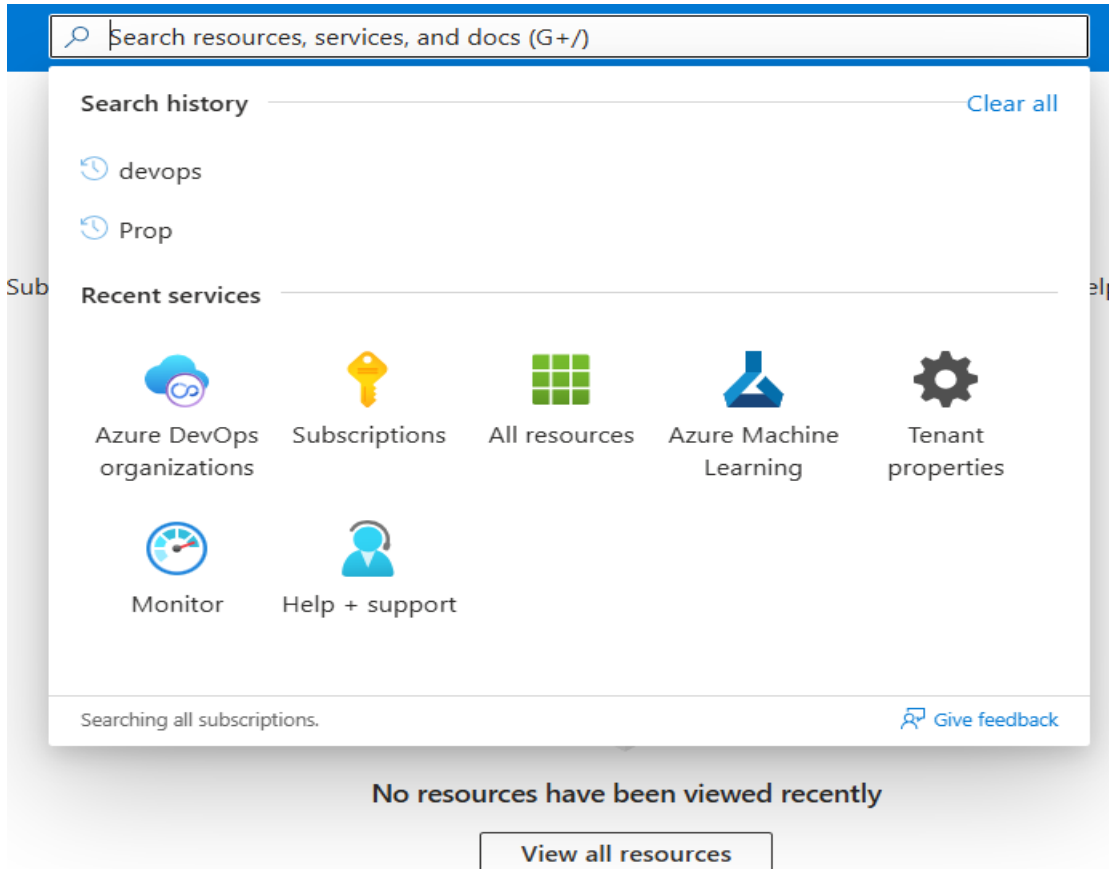 Search resources, services, and docs (G+/)
Search history
Clear all
devops
Prop
Sub
elp
Recent services
Azure DevOps organizations
Subscriptions
All resources
Azure Machine Learning
Tenant properties
Monitor
Help + support
Searching all subscriptions.
Give feedback
No resources have been viewed recently
View all resources